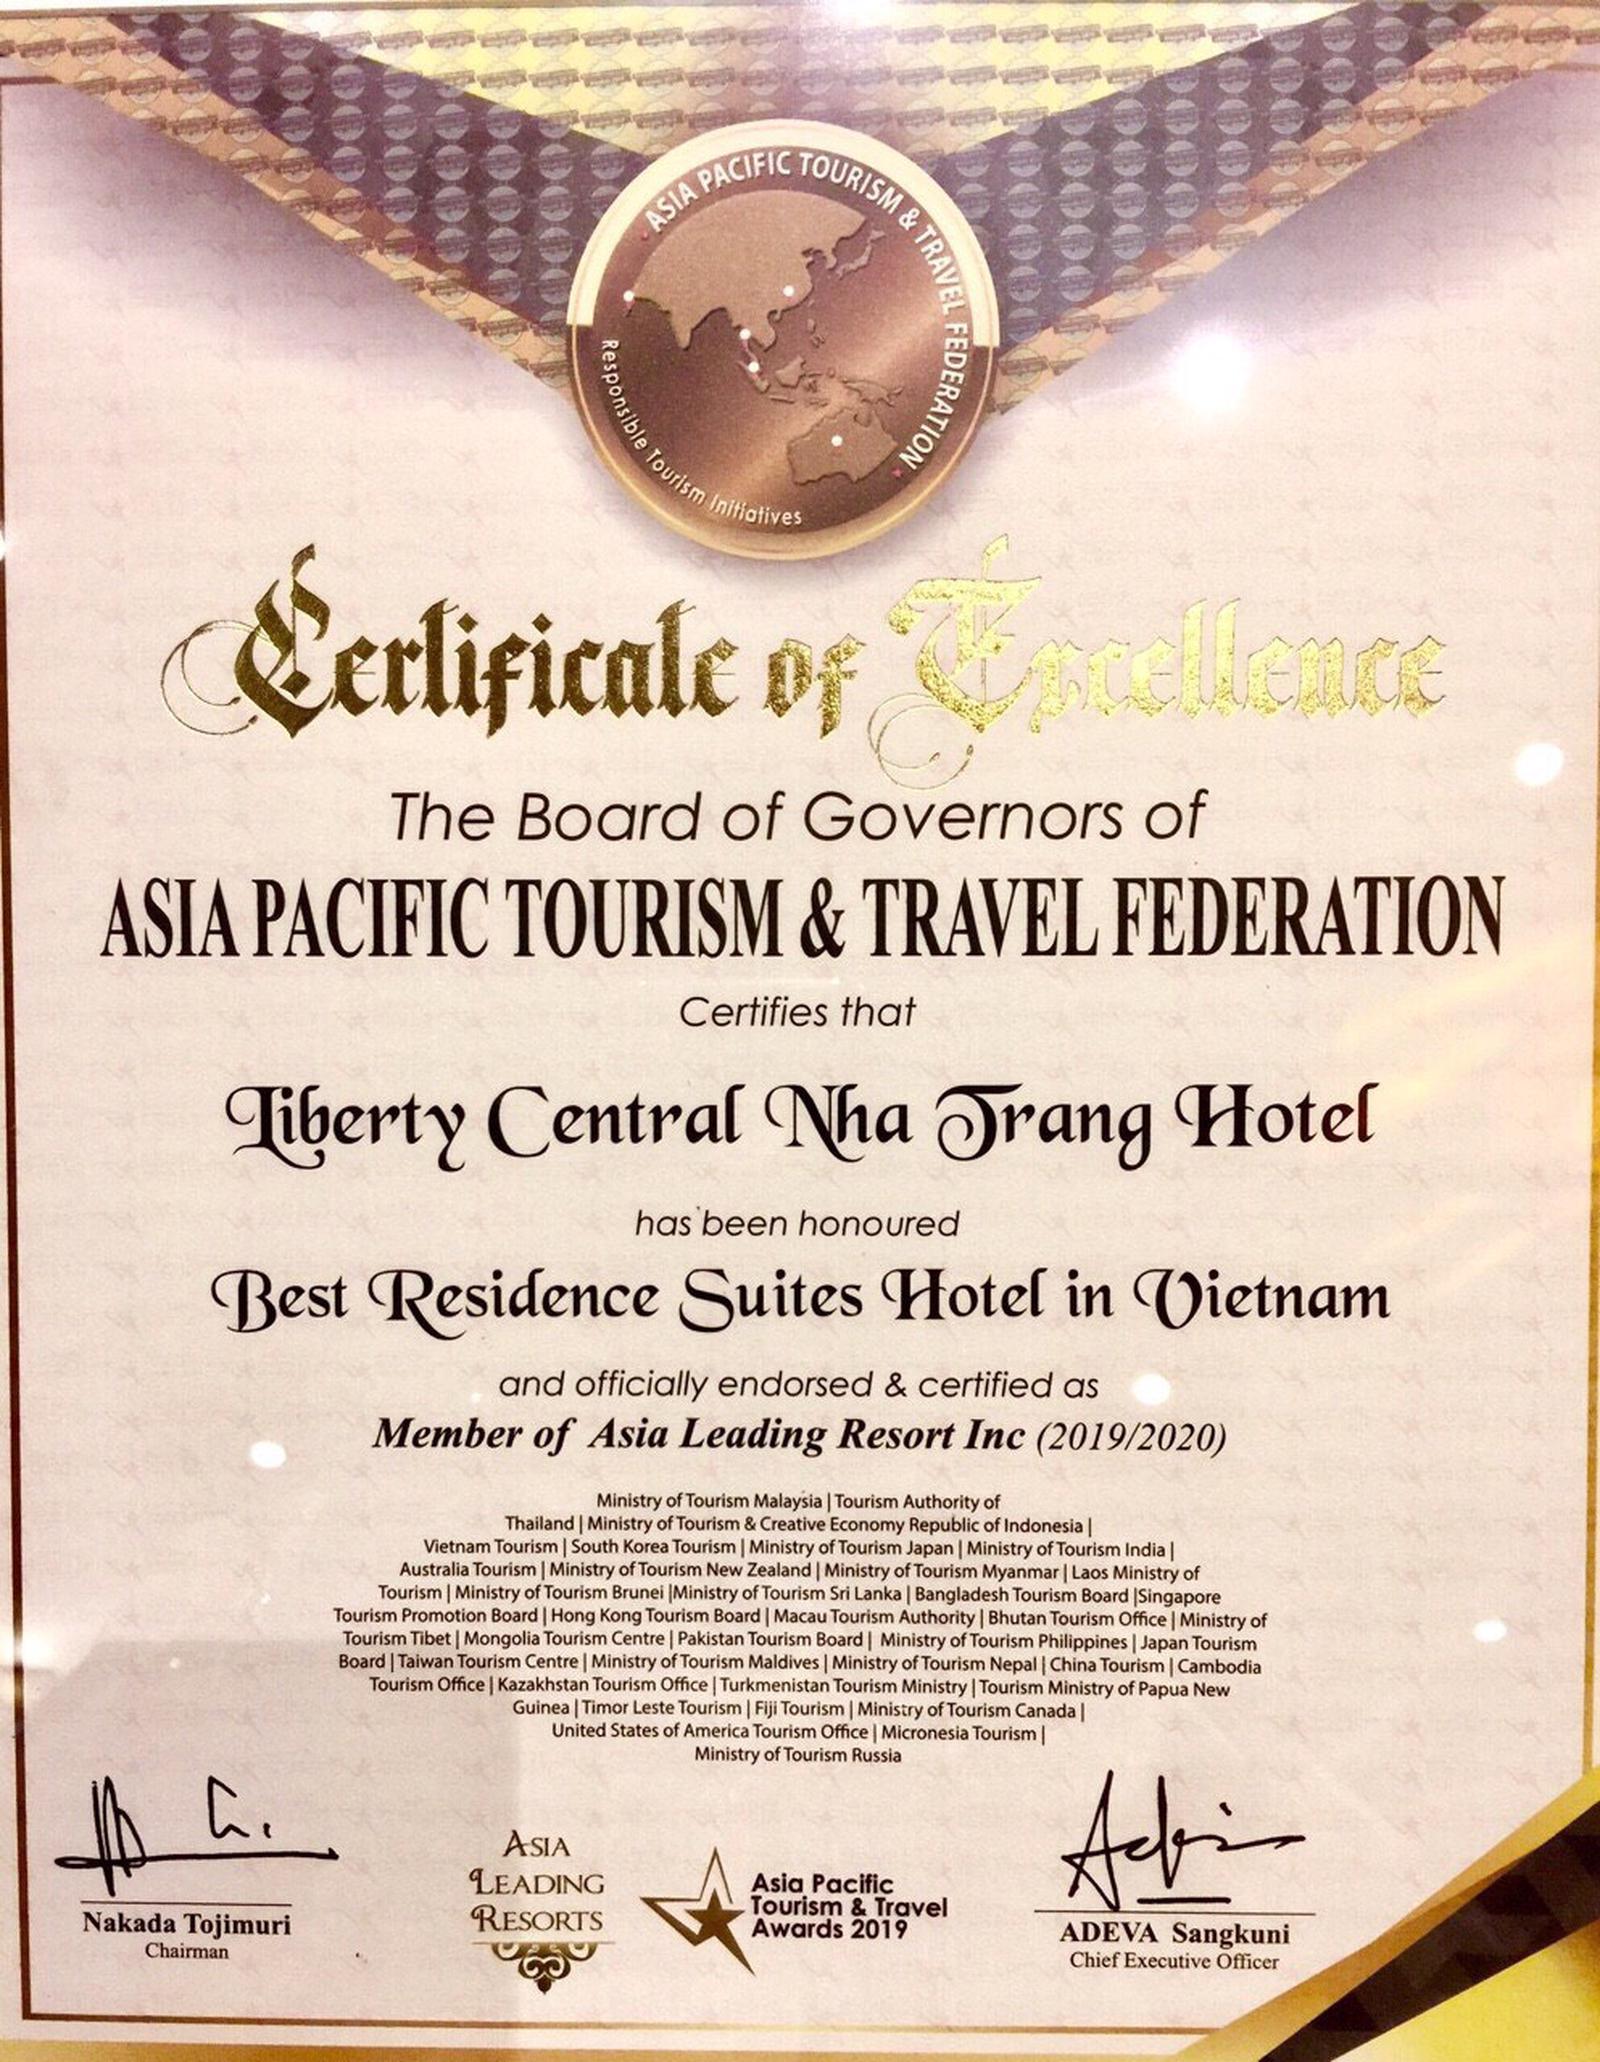 ASIA PACIFIC TOURISM & TRAVEL FEDERATION
Responsible Tourism Initiatives
Certificate of Excellence
The Board of Governors of
ASIA PACIFIC TOURISM & TRAVEL FEDERATION
Certifies that
Liberty Central Nha Trang Hotel
has been honoured
Best Residence Suites Hotel in Vietnam
and officially endorsed & certified as
Member of Asia Leading Resort Inc (2019/2020)
Ministry of Tourism Malaysia | Tourism Authority of
Thailand | Ministry of Tourism & Creative Economy Republic of Indonesia |
Vietnam Tourism | South Korea Tourism | Ministry of Tourism Japan | Ministry of Tourism India |
Australia Tourism | Ministry of Tourism New Zealand | Ministry of Tourism Myanmar | Laos Ministry of
Tourism | Ministry of Tourism Brunei |Ministry of Tourism Sri Lanka | Bangladesh Tourism Board |Singapore
Tourism Promotion Board | Hong Kong Tourism Board | Macau Tourism Authority | Bhutan Tourism Office | Ministry of
Tourism Tibet | Mongolia Tourism Centre | Pakistan Tourism Board | Ministry of Tourism Philippines | Japan Tourism
Board | Taiwan Tourism Centre | Ministry of Tourism Maldives | Ministry of Tourism Nepal | China Tourism | Cambodia
Tourism Office | Kazakhstan Tourism Office | Turkmenistan Tourism Ministry | Tourism Ministry of Papua New
Guinea | Timor Leste Tourism | Fiji Tourism | Ministry of Tourism Canada |
United States of America Tourism Office | Micronesia Tourism |
Ministry of Tourism Russia
Nakada Tojimuri
Chairman
ASIA
LEADING
RESORTS
Asia Pacific
Tourism & Travel
Awards 2019
ADEVA Sangkuni
Chief Executive Officer